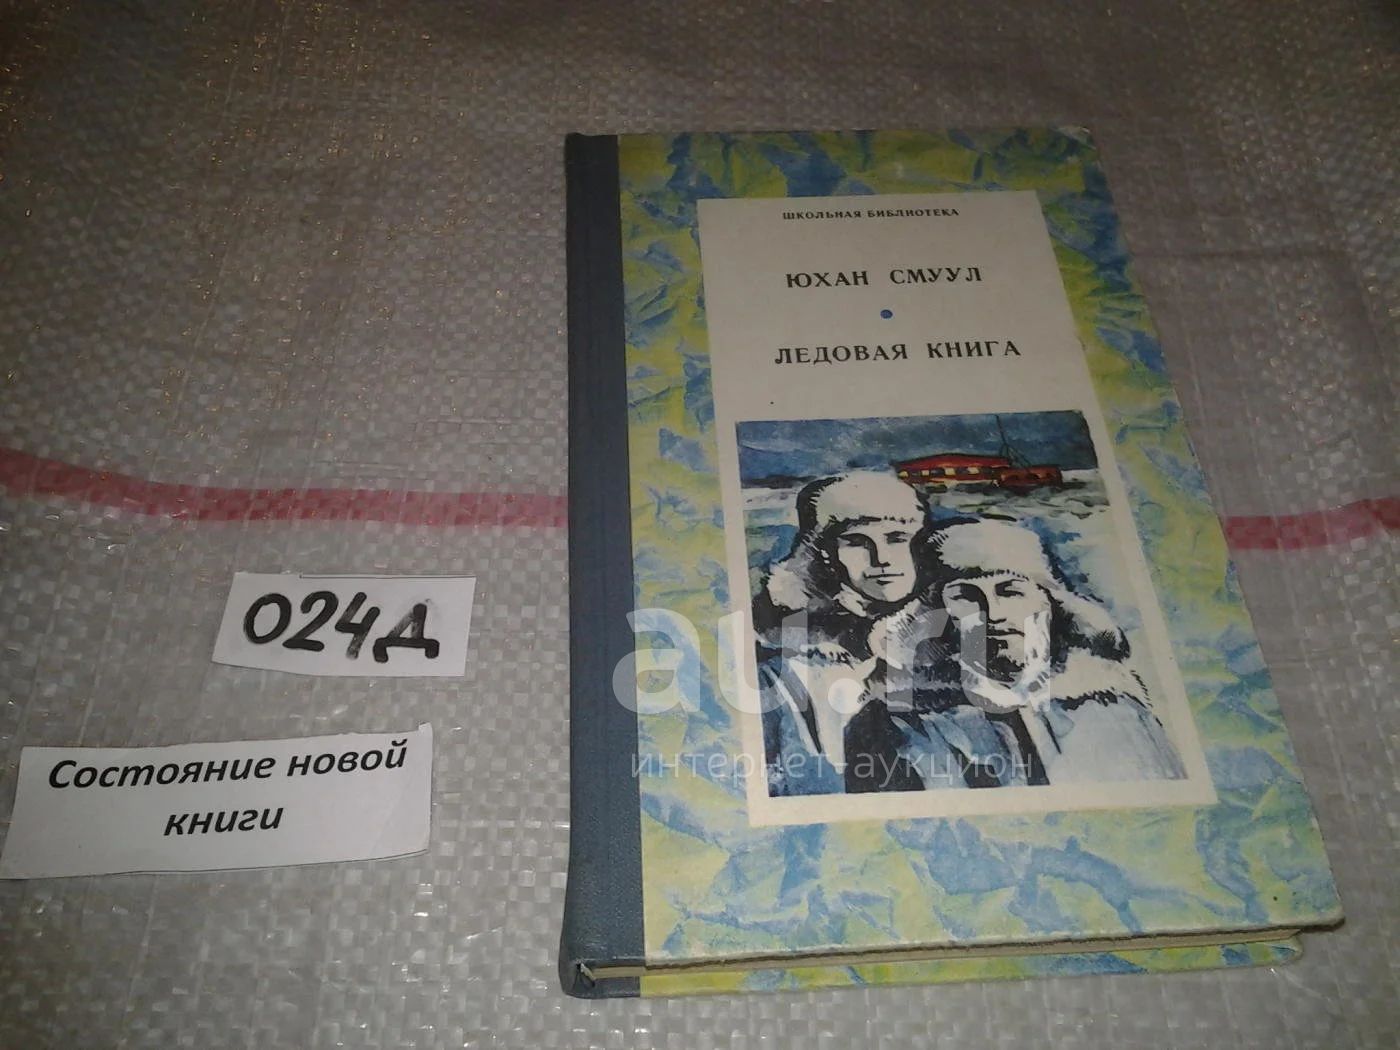 ШКОЛЬНАЯ БИБЛИОТЕКА
ЮХАН СМУУЛ
ЛЕДОВАЯ КНИГА
024Д
Состояние новой
книги
au.ru
интернет-аукцион